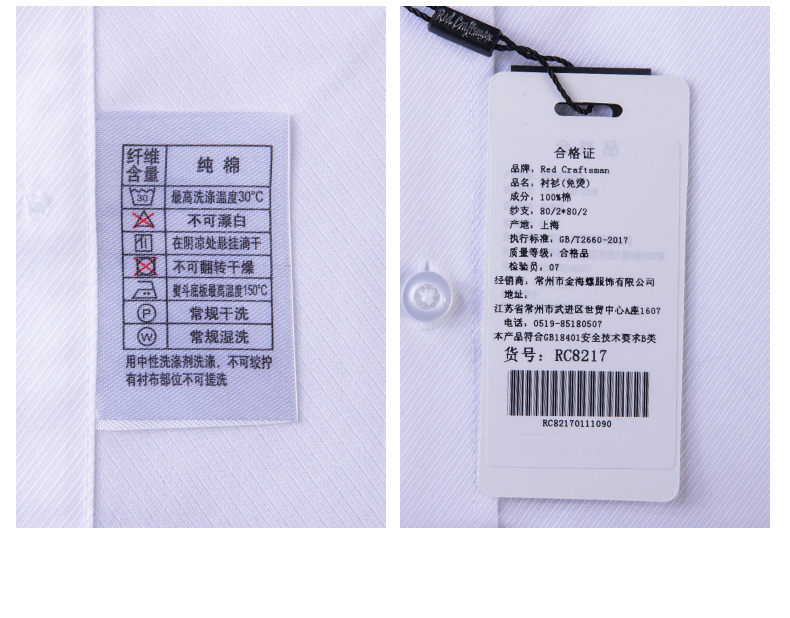 纤维含量 纯 棉
30 最高洗涤温度30°C
不可漂白
在阴凉处悬挂滴干
不可翻转干燥
熨斗底板最高温度150°C
P 常规干洗
W 常规湿洗
用中性洗涤剂洗涤，不可绞拧
有衬布部位不可搓洗
Red Craftsman
合格证
品牌：Red Craftsman
品名：衬衫(免烫)
成分：100%棉
纱支：80/2*80/2
产地：上海
执行标准：GB/T2660-2017
质量等级：合格品
检验员：07
经销商：常州市金海螺服饰有限公司
地址：
江苏省常州市武进区世贸中心A座1607
电话：0519-85180507
本产品符合GB18401安全技术要求B类
货号：RC8217
RC82170111090